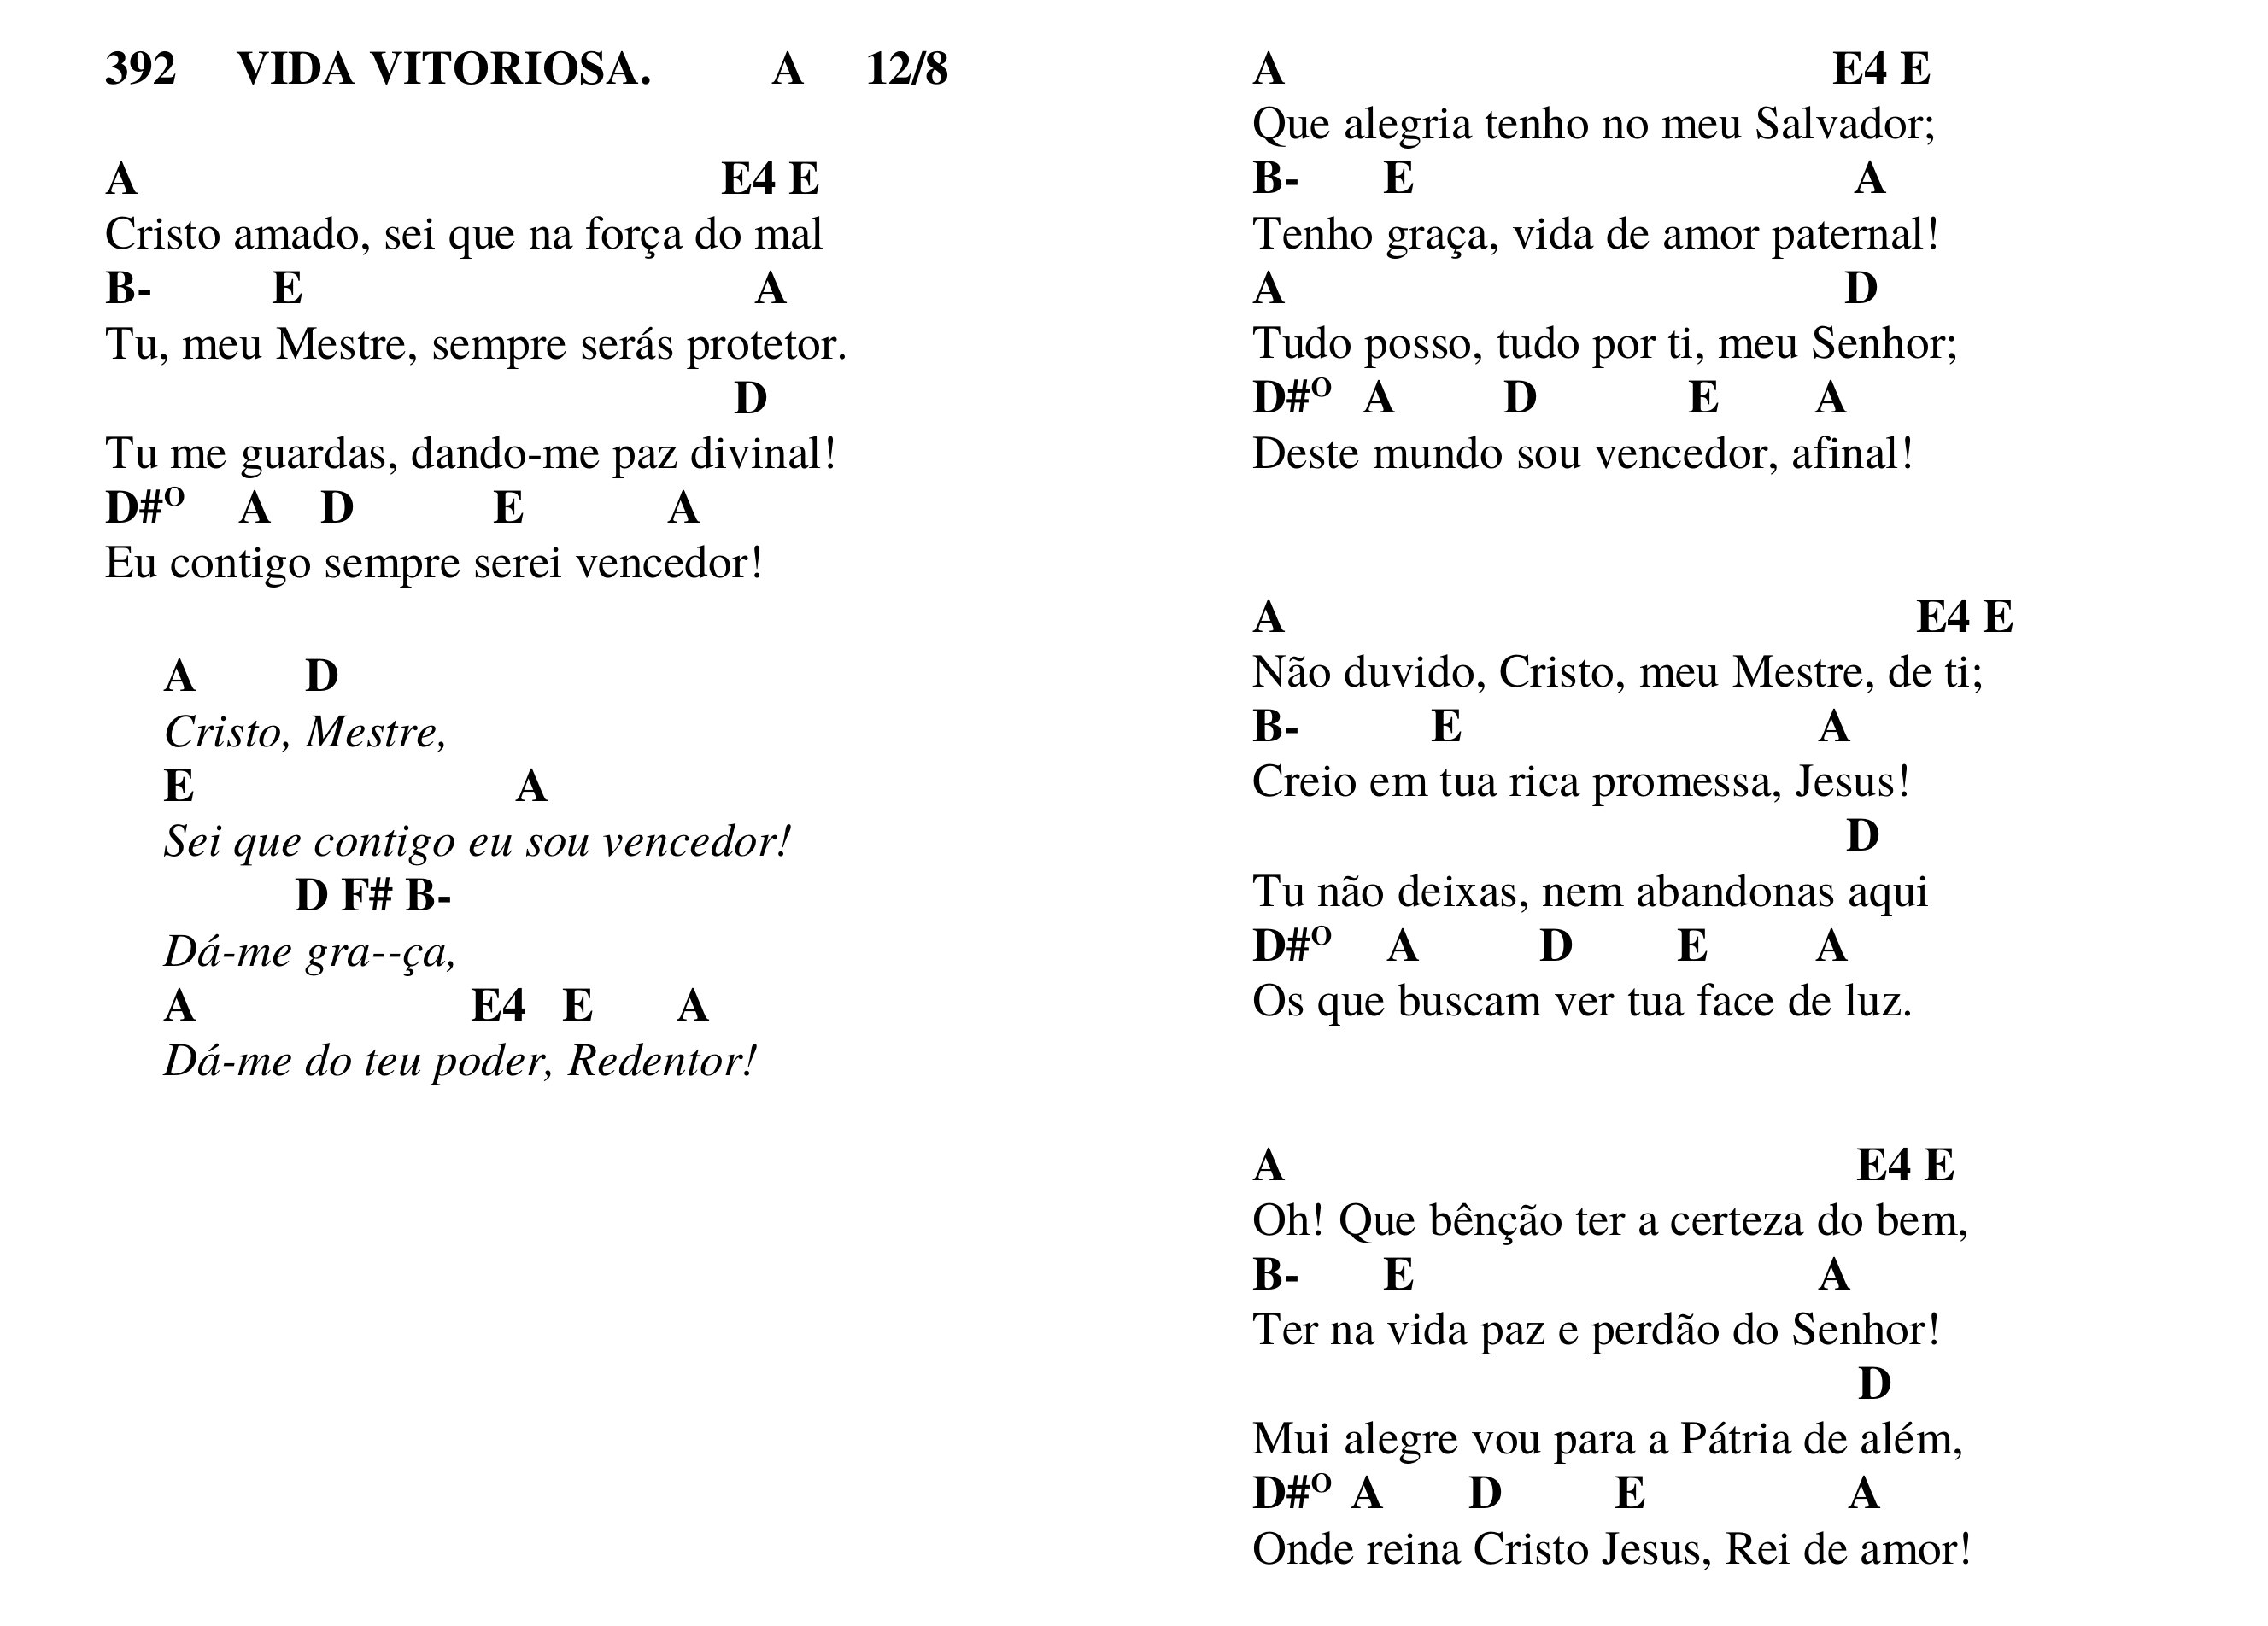 392 VIDA VITORIOSA. A 12/8
A E4 E
Cristo amado, sei que na força do mal
B- E A
Tu, meu Mestre, sempre serás protetor.
D
Tu me guardas, dando-me paz divinal!
D#º A D E A
Eu contigo sempre serei vencedor!
A D
Cristo, Mestre,
E A
Sei que contigo eu sou vencedor!
D F# B-
Dá-me gra--ça,
A E4 E A
Dá-me do teu poder, Redentor!
A E4 E
Que alegria tenho no meu Salvador;
B- E A
Tenho graça, vida de amor paternal!
A D
Tudo posso, tudo por ti, meu Senhor;
D#º A D E A
Deste mundo sou vencedor, afinal!
A E4 E
Não duvido, Cristo, meu Mestre, de ti;
B- E A
Creio em tua rica promessa, Jesus!
D
Tu não deixas, nem abandonas aqui
D#º A D E A
Os que buscam ver tua face de luz.
A E4 E
Oh! Que bênção ter a certeza do bem,
B- E A
Ter na vida paz e perdão do Senhor!
D
Mui alegre vou para a Pátria de além,
D#º A D E A
Onde reina Cristo Jesus, Rei de amor!